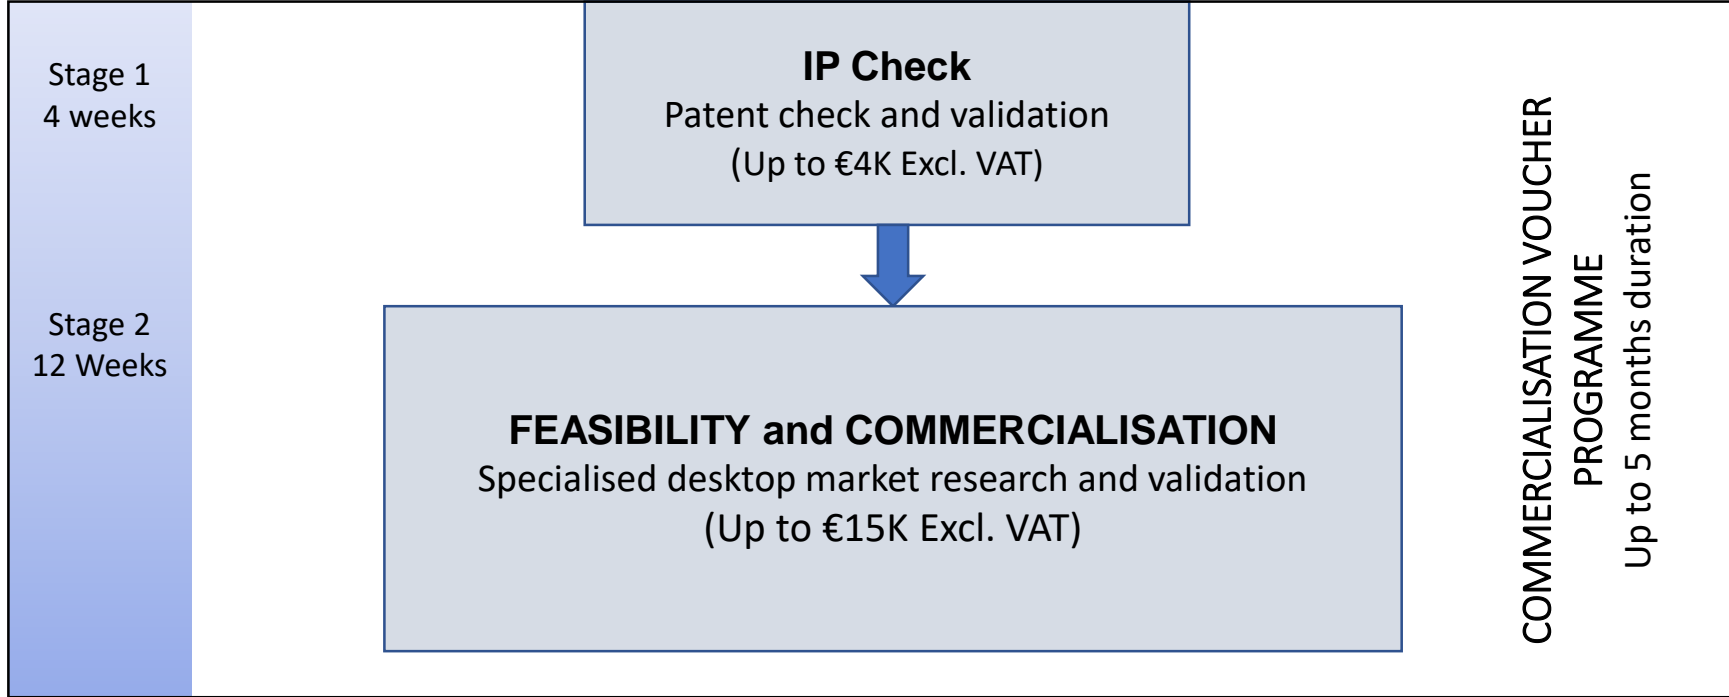 Stage 1
4 weeks
IP Check
Patent check and validation
(Up to €4K Excl. VAT)
Stage 2
12 Weeks
FEASIBILITY and COMMERCIALISATION
Specialised desktop market research and validation
(Up to €15K Excl. VAT)
COMMERCIALISATION VOUCHER
PROGRAMME
Up to 5 months duration